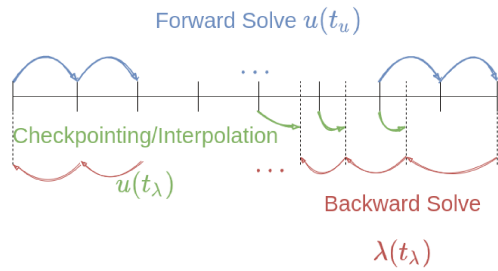 Forward Solve u(t_u)
...
Checkpointing/Interpolation
u(t_λ)
...
Backward Solve
λ(t_λ)